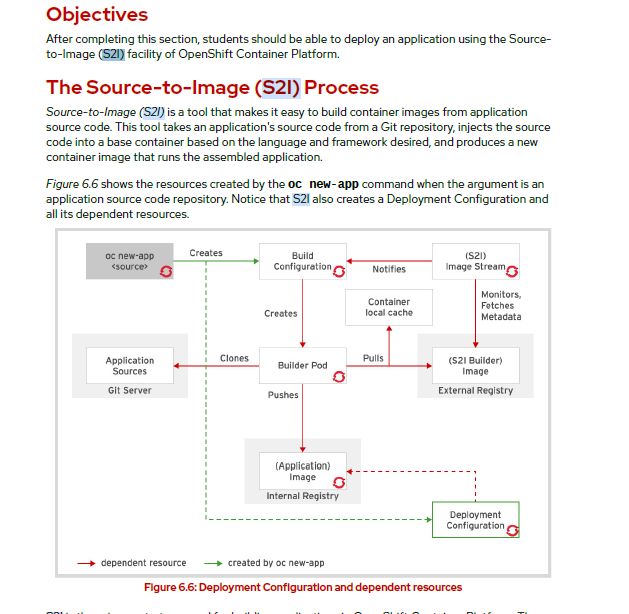 Objectives
After completing this section, students should be able to deploy an application using the Source-
to-Image (S2I) facility of OpenShift Container Platform.
The Source-to-Image (S2I) Process
Source-to-Image (S2I) is a tool that makes it easy to build container images from application
source code. This tool takes an application's source code from a Git repository, injects the source
code into a base container based on the language and framework desired, and produces a new
container image that runs the assembled application.
Figure 6.6 shows the resources created by the oc new-app command when the argument is an
application source code repository. Notice that S2I also creates a Deployment Configuration and
all its dependent resources.
oc new-app
<source>
Creates
Build
Configuration
Notifies
(S2I)
Image Stream
Creates
Container
local cache
Monitors,
Fetches
Metadata
Application
Sources
Git Server
Clones
Builder Pod
Pulls
(S2I Builder)
Image
External Registry
Pushes
(Application)
Image
Internal Registry
Deployment
Configuration
dependent resource
created by oc new-app
Figure 6.6: Deployment Configuration and dependent resources